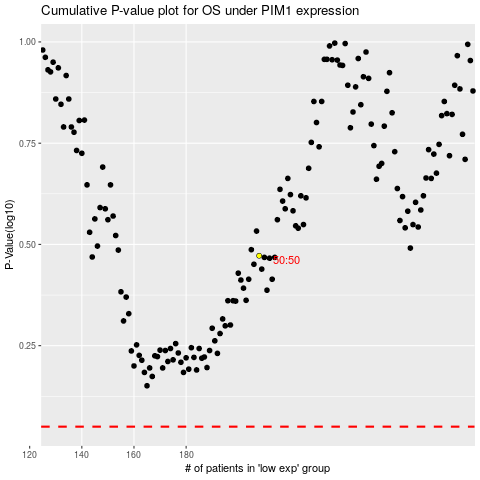 Cumulative P-value plot for OS under PIM1 expression
1.00
0.75
0.50
0.25
P-Value(log10)
50:50
120 140 160 180
# of patients in 'low exp' group